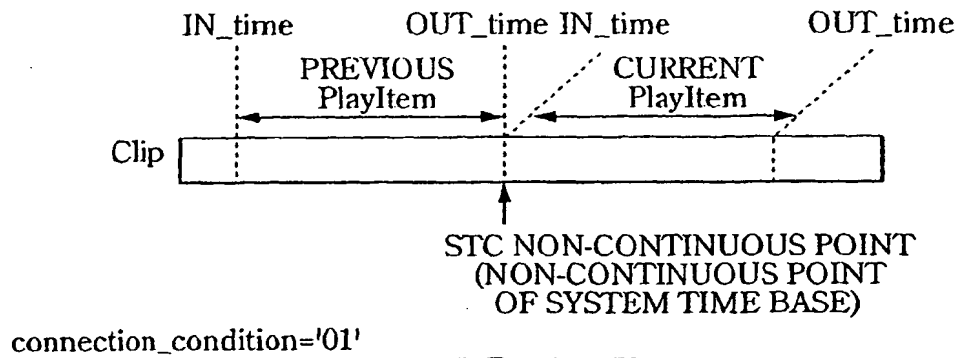 IN_time OUT_time IN_time OUT_time
PREVIOUS CURRENT
PlayItem PlayItem
Clip
STC NON-CONTINUOUS POINT
(NON-CONTINUOUS POINT
OF SYSTEM TIME BASE)
connection_condition='01'